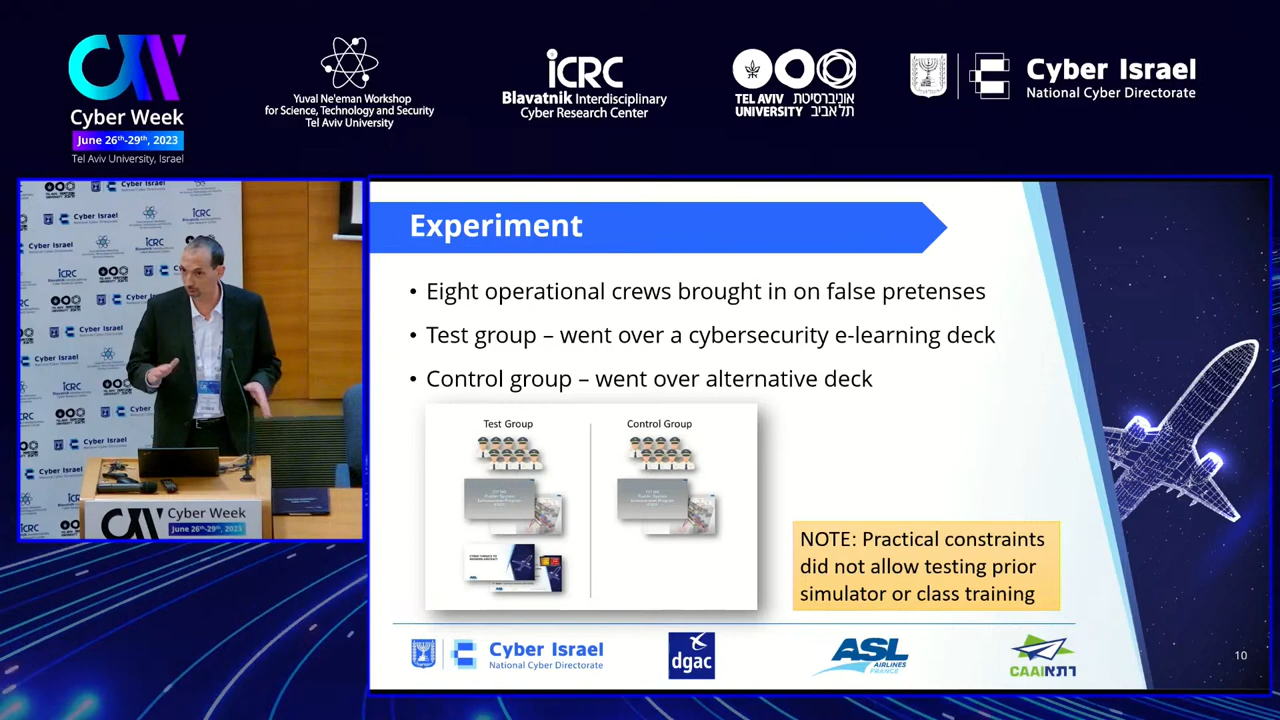 Cyber Week
June 26th-29th, 2023
Tel Aviv University, Israel
Yuval Ne'eman Workshop
for Science, Technology and Security
Tel Aviv University
iCRC
Blavatnik Interdisciplinary
Cyber Research Center
TEL AVIV אוניברסיטת
UNIVERSITY תל אביב
Cyber Israel
National Cyber Directorate
Experiment
• Eight operational crews brought in on false pretenses
• Test group – went over a cybersecurity e-learning deck
• Control group – went over alternative deck
Test Group
Control Group
NOTE: Practical constraints
did not allow testing prior
simulator or class training
Cyber Israel
National Cyber Directorate
dgac
ASL
AIRLINES
FRANCE
CAAI רתא
10
Cyber Week
June 26th-29th, 2023